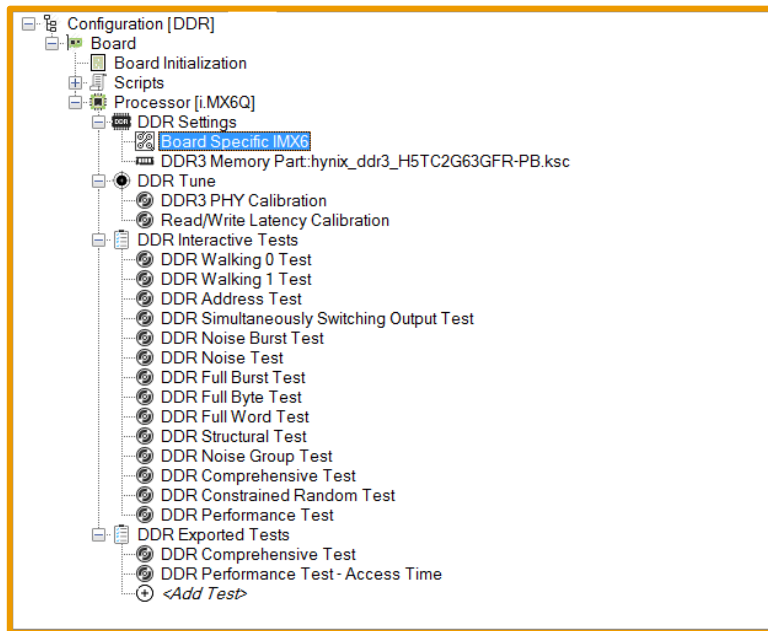 Configuration [DDR]
Board
Board Initialization
Scripts
Processor [i.MX6Q]
DDR Settings
Board Specific IMX6
DDR3 Memory Part:hynix_ddr3_H5TC2G63GFR-PB.ksc
DDR Tune
DDR3 PHY Calibration
Read/Write Latency Calibration
DDR Interactive Tests
DDR Walking 0 Test
DDR Walking 1 Test
DDR Address Test
DDR Simultaneously Switching Output Test
DDR Noise Burst Test
DDR Noise Test
DDR Full Burst Test
DDR Full Byte Test
DDR Full Word Test
DDR Structural Test
DDR Noise Group Test
DDR Comprehensive Test
DDR Constrained Random Test
DDR Performance Test
DDR Exported Tests
DDR Comprehensive Test
DDR Performance Test - Access Time
<Add Test>